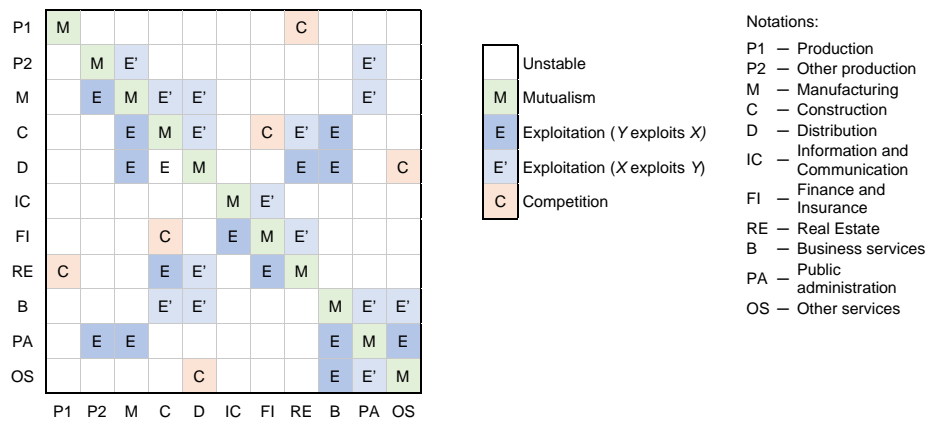 P1 M C
P2 M E' E'
M E M E' E' E'
C E M E' C E' E
D E E M E E C
IC M E'
FI C E M E'
RE C E E' E M
B E' E' M E' E'
PA E E E M E
OS C E E' M
P1 P2 M C D IC FI RE B PA OS
Unstable
M Mutualism
E Exploitation (Y exploits X)
E' Exploitation (X exploits Y)
C Competition
Notations:
P1 — Production
P2 — Other production
M — Manufacturing
C — Construction
D — Distribution
IC — Information and
Communication
FI — Finance and
Insurance
RE — Real Estate
B — Business services
PA — Public
administration
OS — Other services